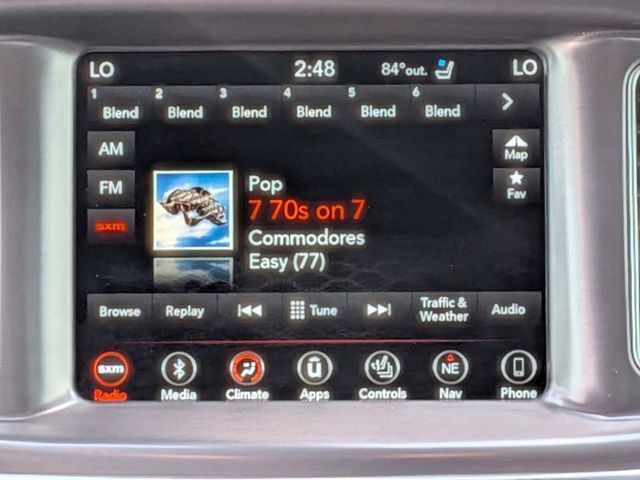 LO 2:48 84°out. LO
1 Blend 2 Blend 3 Blend 4 Blend 5 Blend 6 Blend
AM
Map
FM
Fav
sxm
Pop
7 70s on 7
Commodores
Easy (77)
Browse Replay Tune Traffic & Weather Audio
sxm NE
Radio Media Climate Apps Controls Nav Phone